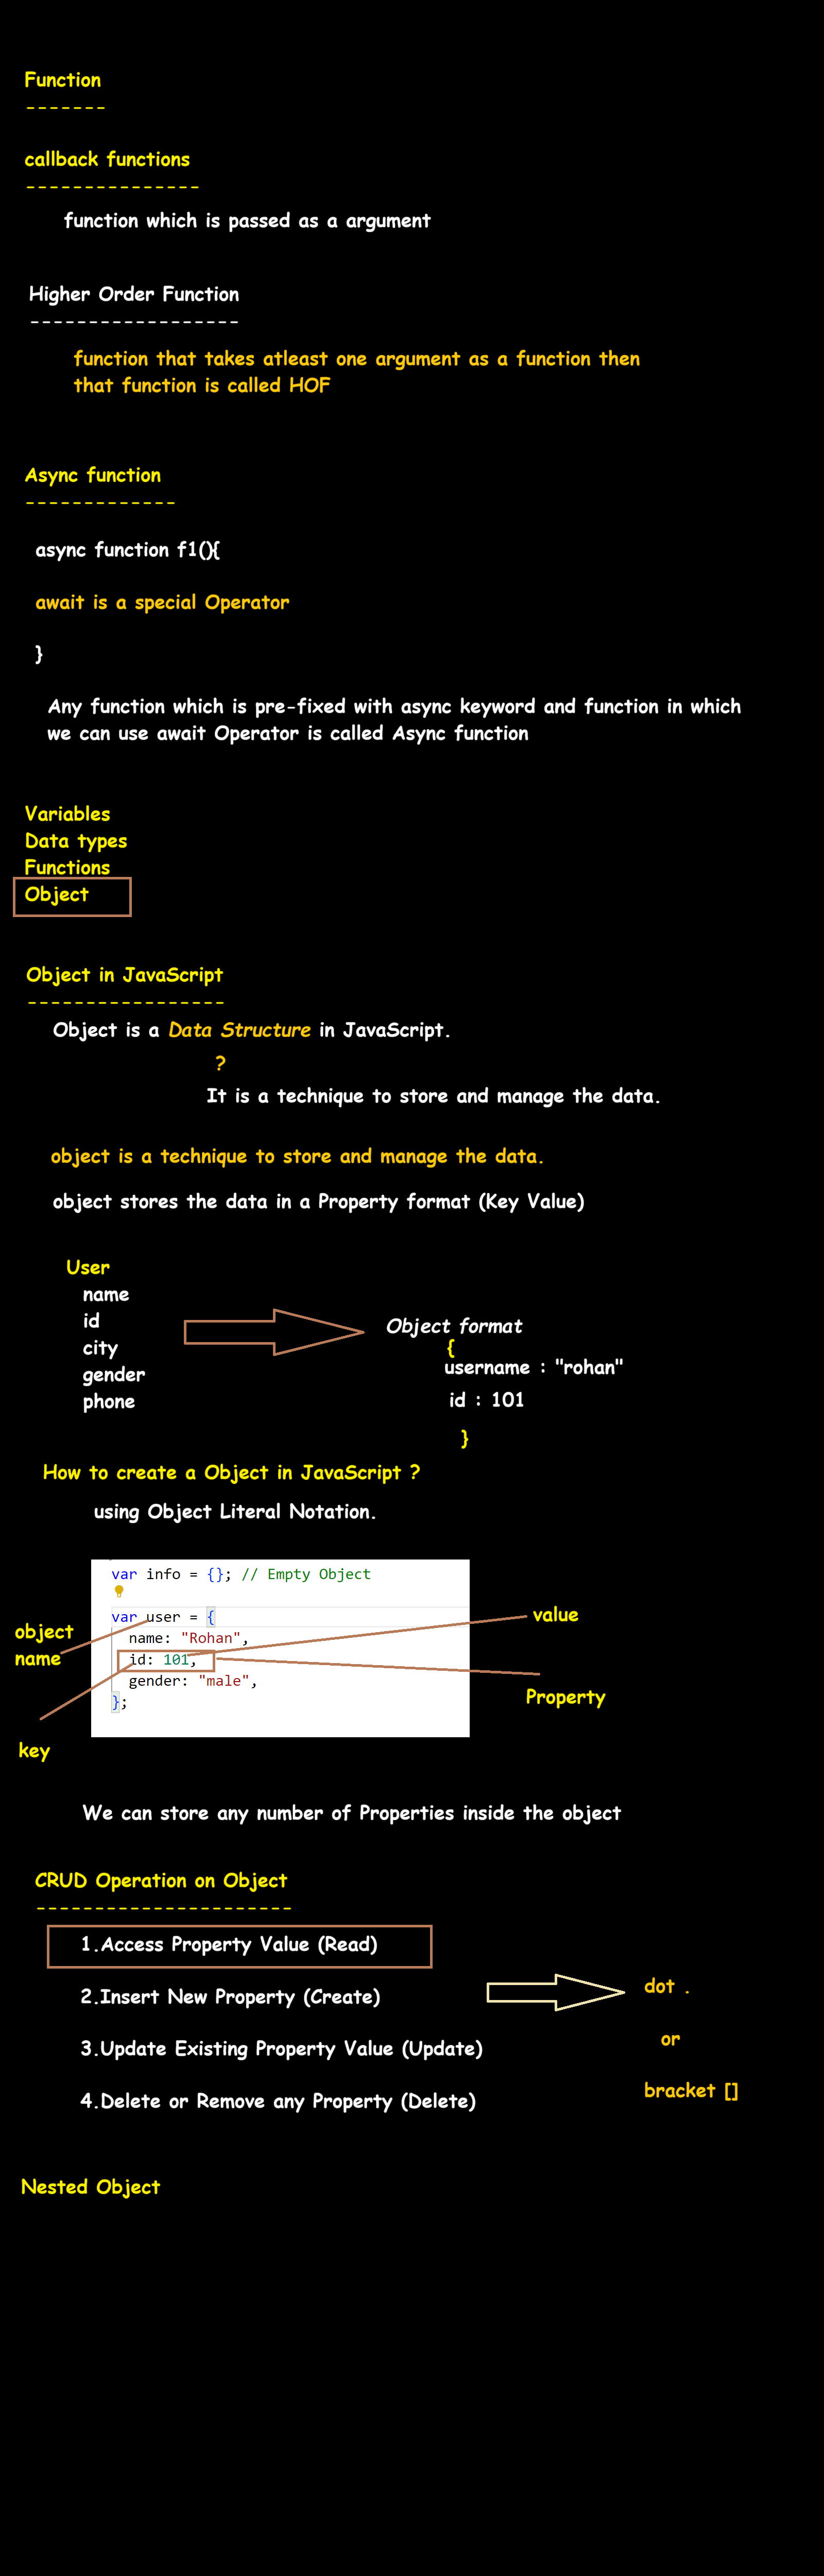 Function
-------
callback functions
---------------
function which is passed as a argument
Higher Order Function
------------------
function that takes atleast one argument as a function then
that function is called HOF
Async function
-------------
async function f1(){
await is a special Operator
}
Any function which is pre-fixed with async keyword and function in which
we can use await Operator is called Async function
Variables
Data types
Functions
Object
Object in JavaScript
-----------------
Object is a Data Structure in JavaScript.
?
It is a technique to store and manage the data.
object is a technique to store and manage the data.
object stores the data in a Property format (Key Value)
User
name
id
city
gender
phone
Object format
{
username : "rohan"
id : 101
}
How to create a Object in JavaScript ?
using Object Literal Notation.
var info = {}; // Empty Object
var user = {
name: "Rohan",
id: 101,
gender: "male",
};
object
name
key
value
Property
We can store any number of Properties inside the object
CRUD Operation on Object
----------------------
1.Access Property Value (Read)
2.Insert New Property (Create)
3.Update Existing Property Value (Update)
4.Delete or Remove any Property (Delete)
dot .
or
bracket []
Nested Object